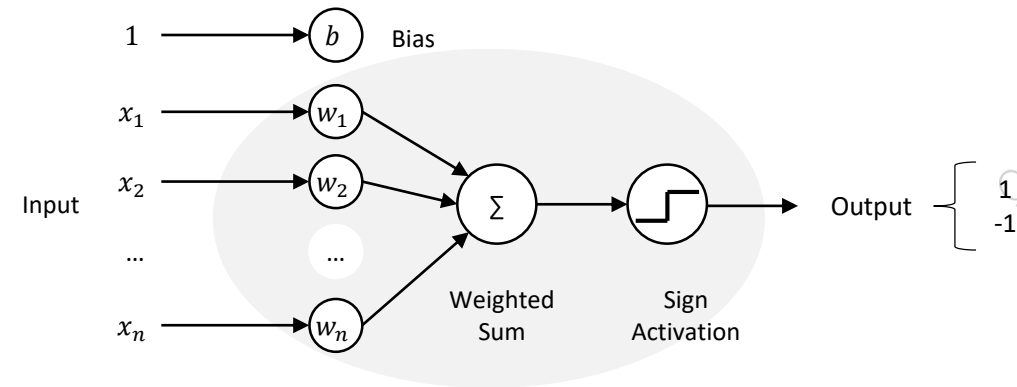 1 b Bias
x₁ w₁
x₂ w₂
Input ∑ Output 1
-1
... ...
xₙ wₙ
Weighted Sum
Sign Activation